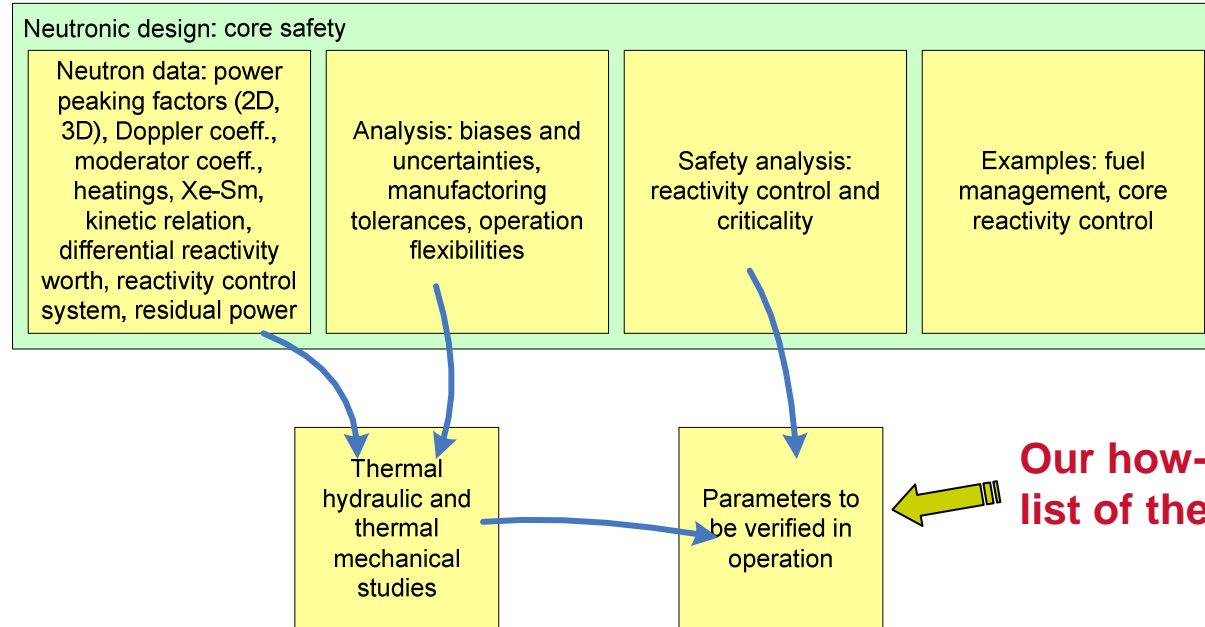 Neutronic design: core safety
Neutron data: power
peaking factors (2D,
3D), Doppler coeff.,
moderator coeff.,
heatings, Xe-Sm,
kinetic relation,
differential reactivity
worth, reactivity control
system, residual power
Analysis: biases and
uncertainties,
manufactoring
tolerances, operation
flexibilities
Safety analysis:
reactivity control and
criticality
Examples: fuel
management, core
reactivity control
Thermal
hydraulic and
thermal
mechanical
studies
Parameters to
be verified in
operation
Our how-
list of the